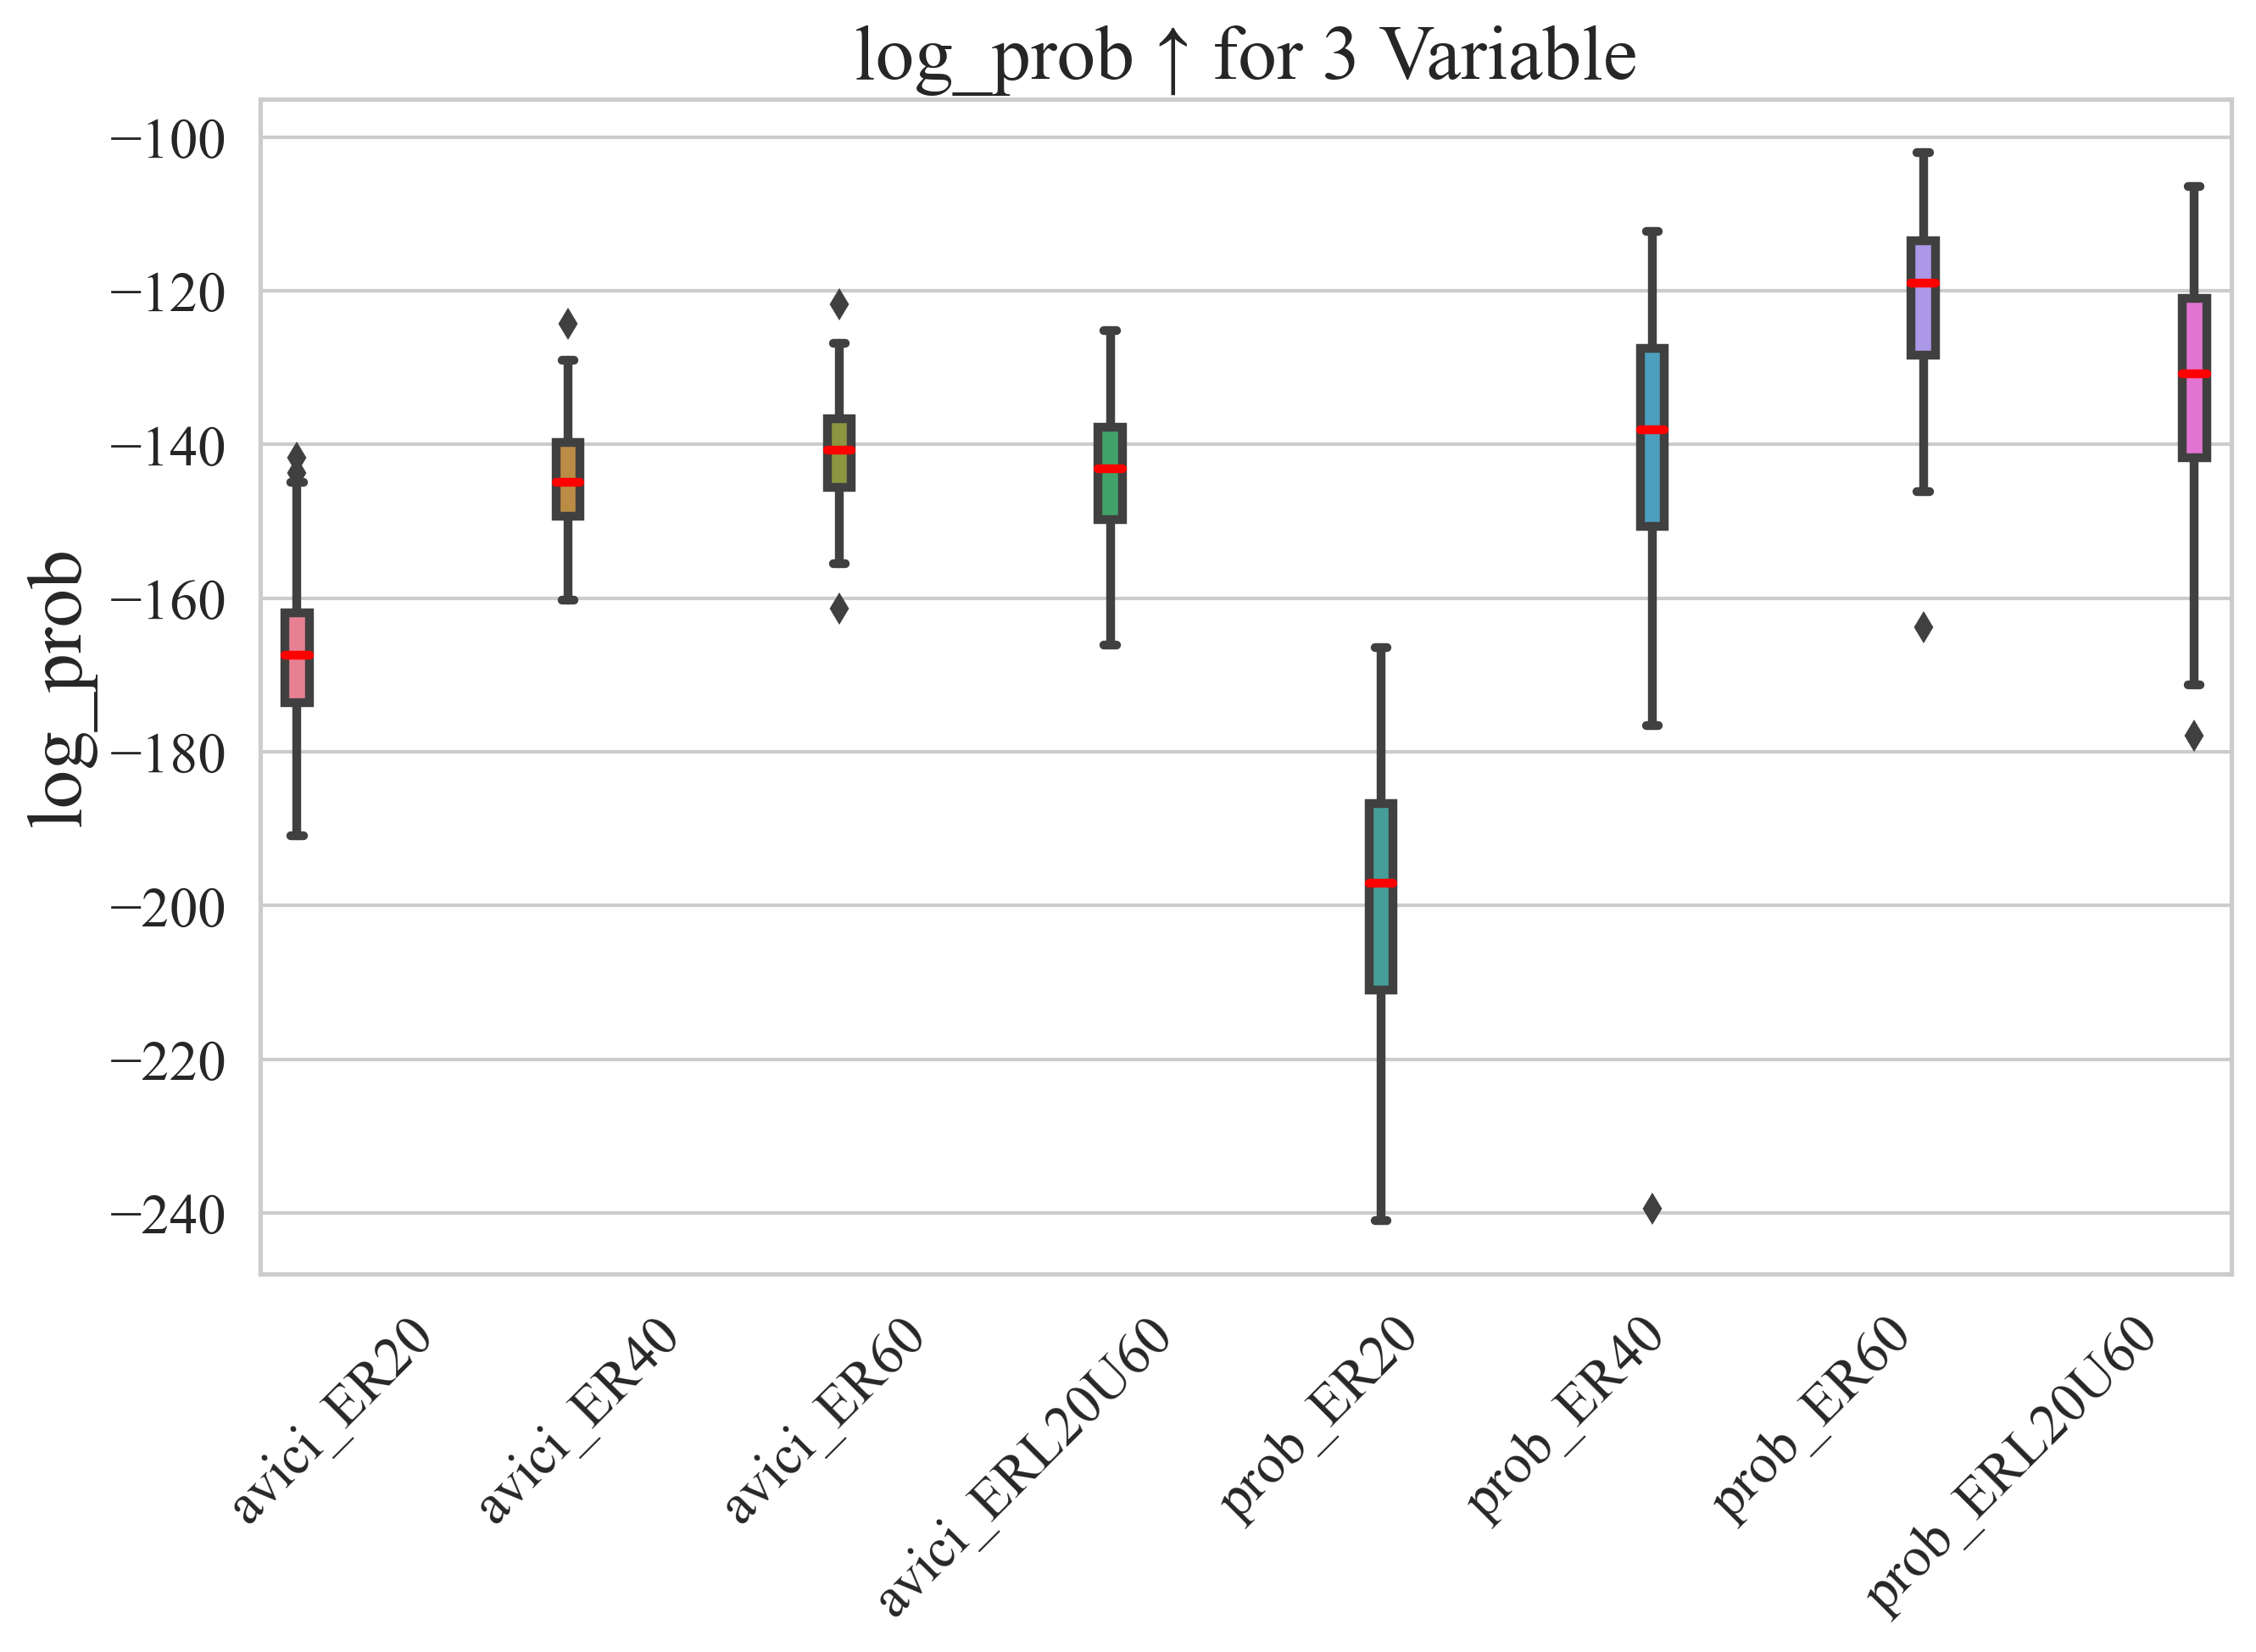 log_prob ↑ for 3 Variable
log_prob
−100
−120
−140
−160
−180
−200
−220
−240
avici_ER20
avici_ER40
avici_ER60
avici_ERL20U60
prob_ER20
prob_ER40
prob_ER60
prob_ERL20U60